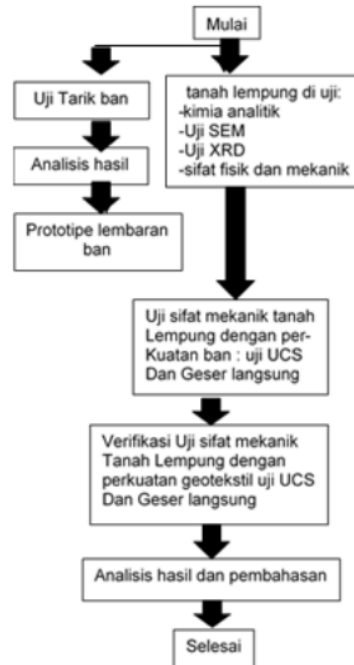 Mulai
Uji Tarik ban
Analisis hasil
Prototipe lembaran
ban
tanah lempung di uji:
-kimia analitik
-Uji SEM
-Uji XRD
-sifat fisik dan mekanik
Uji sifat mekanik tanah
Lempung dengan per-
Kuatan ban : uji UCS
Dan Geser langsung
Verifikasi Uji sifat mekanik
Tanah Lempung dengan
perkuatan geotekstil uji UCS
Dan Geser langsung
Analisis hasil dan pembahasan
Selesai